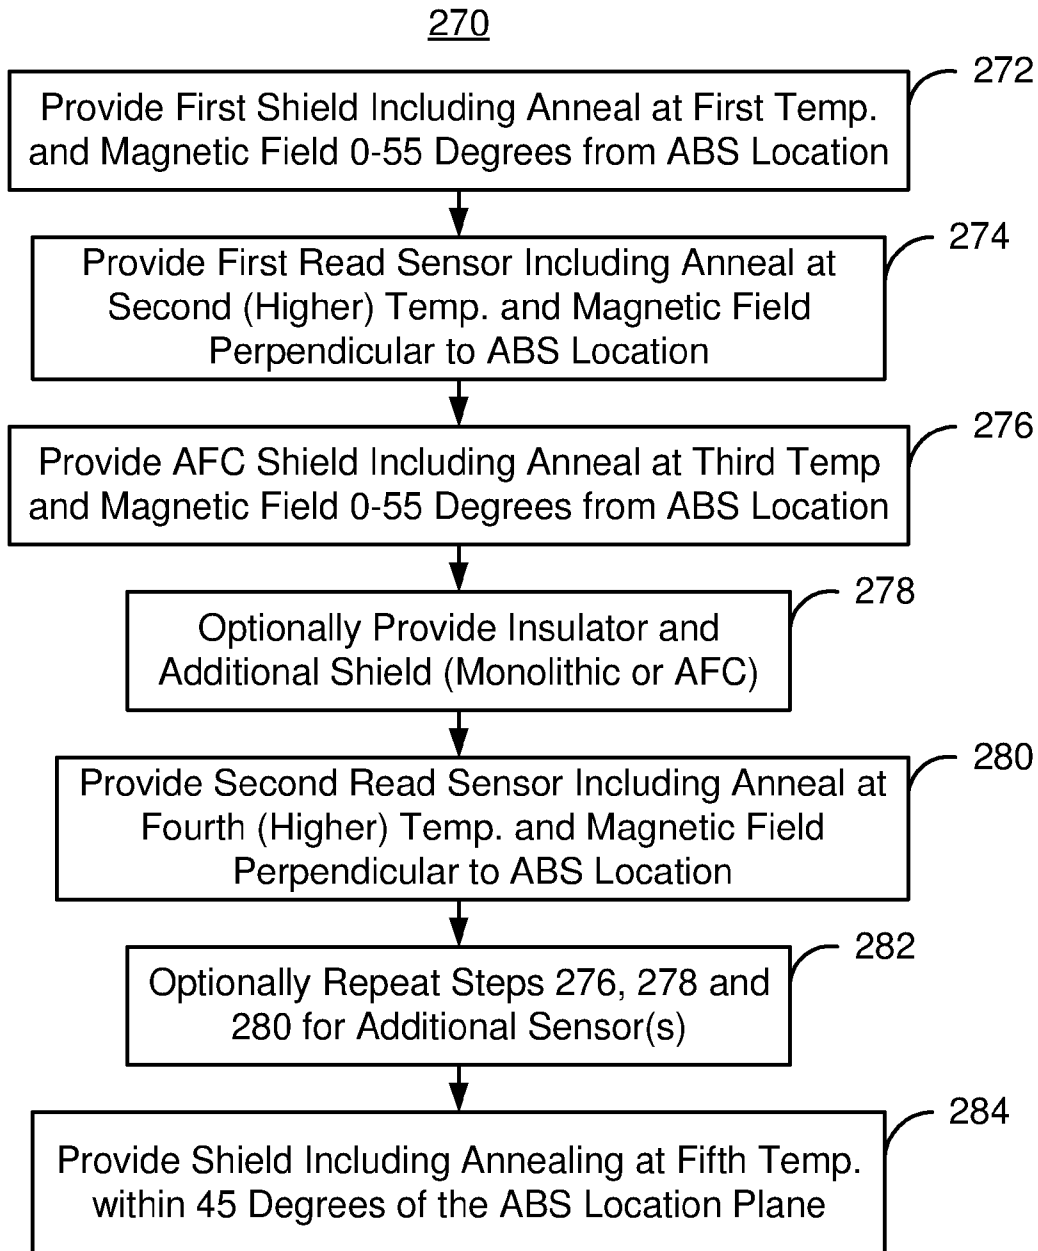 270
272
Provide First Shield Including Anneal at First Temp.
and Magnetic Field 0-55 Degrees from ABS Location
274
Provide First Read Sensor Including Anneal at
Second (Higher) Temp. and Magnetic Field
Perpendicular to ABS Location
276
Provide AFC Shield Including Anneal at Third Temp
and Magnetic Field 0-55 Degrees from ABS Location
278
Optionally Provide Insulator and
Additional Shield (Monolithic or AFC)
280
Provide Second Read Sensor Including Anneal at
Fourth (Higher) Temp. and Magnetic Field
Perpendicular to ABS Location
282
Optionally Repeat Steps 276, 278 and
280 for Additional Sensor(s)
284
Provide Shield Including Annealing at Fifth Temp.
within 45 Degrees of the ABS Location Plane